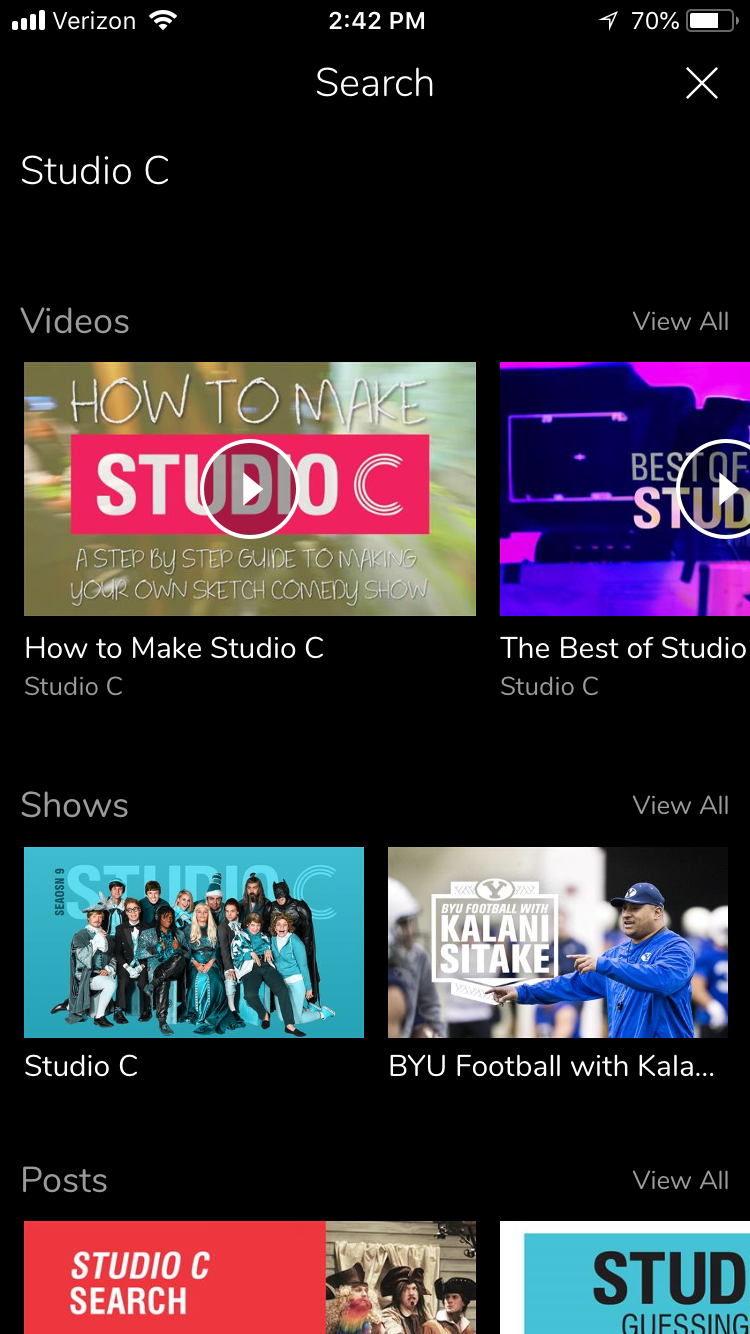 Verizon 2:42 PM 70%
Search
Studio C
Videos View All
HOW TO MAKE
STUDIO C
A STEP BY STEP GUIDE TO MAKING
YOUR OWN SKETCH COMEDY SHOW
BEST OF
STUD
How to Make Studio C
Studio C
The Best of Studio
Studio C
Shows View All
SEAOSN 9
STUDIO C
Y
BYU FOOTBALL WITH
KALANI
SITAKE
Studio C
BYU Football with Kala...
Posts View All
STUDIO C
SEARCH
STUD
GUESSING